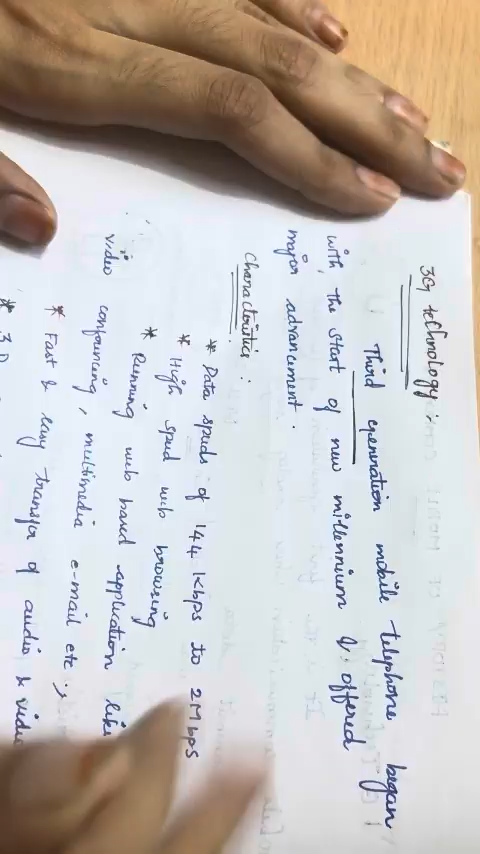 3G technology :
Third generation mobile telephone began
with the start of new millennium & offered
major advancement.
Characteristics :
* Data speeds of 144 Kbps to 2Mbps
* High speed web browsing
* Running web based application like
video conferencing, multimedia e-mail etc.,
* Fast & easy transfer of audio & video
* 3D